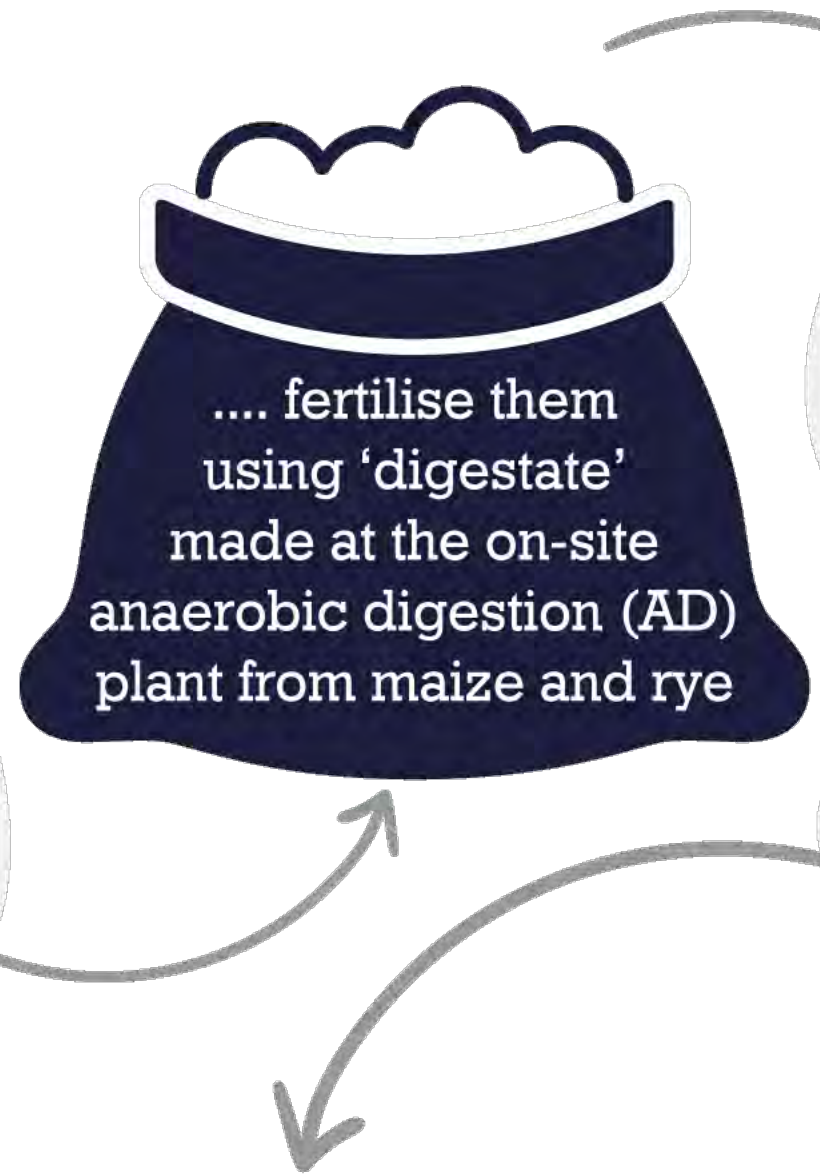 .... fertilise them
using ‘digestate’
made at the on-site
anaerobic digestion (AD)
plant from maize and rye